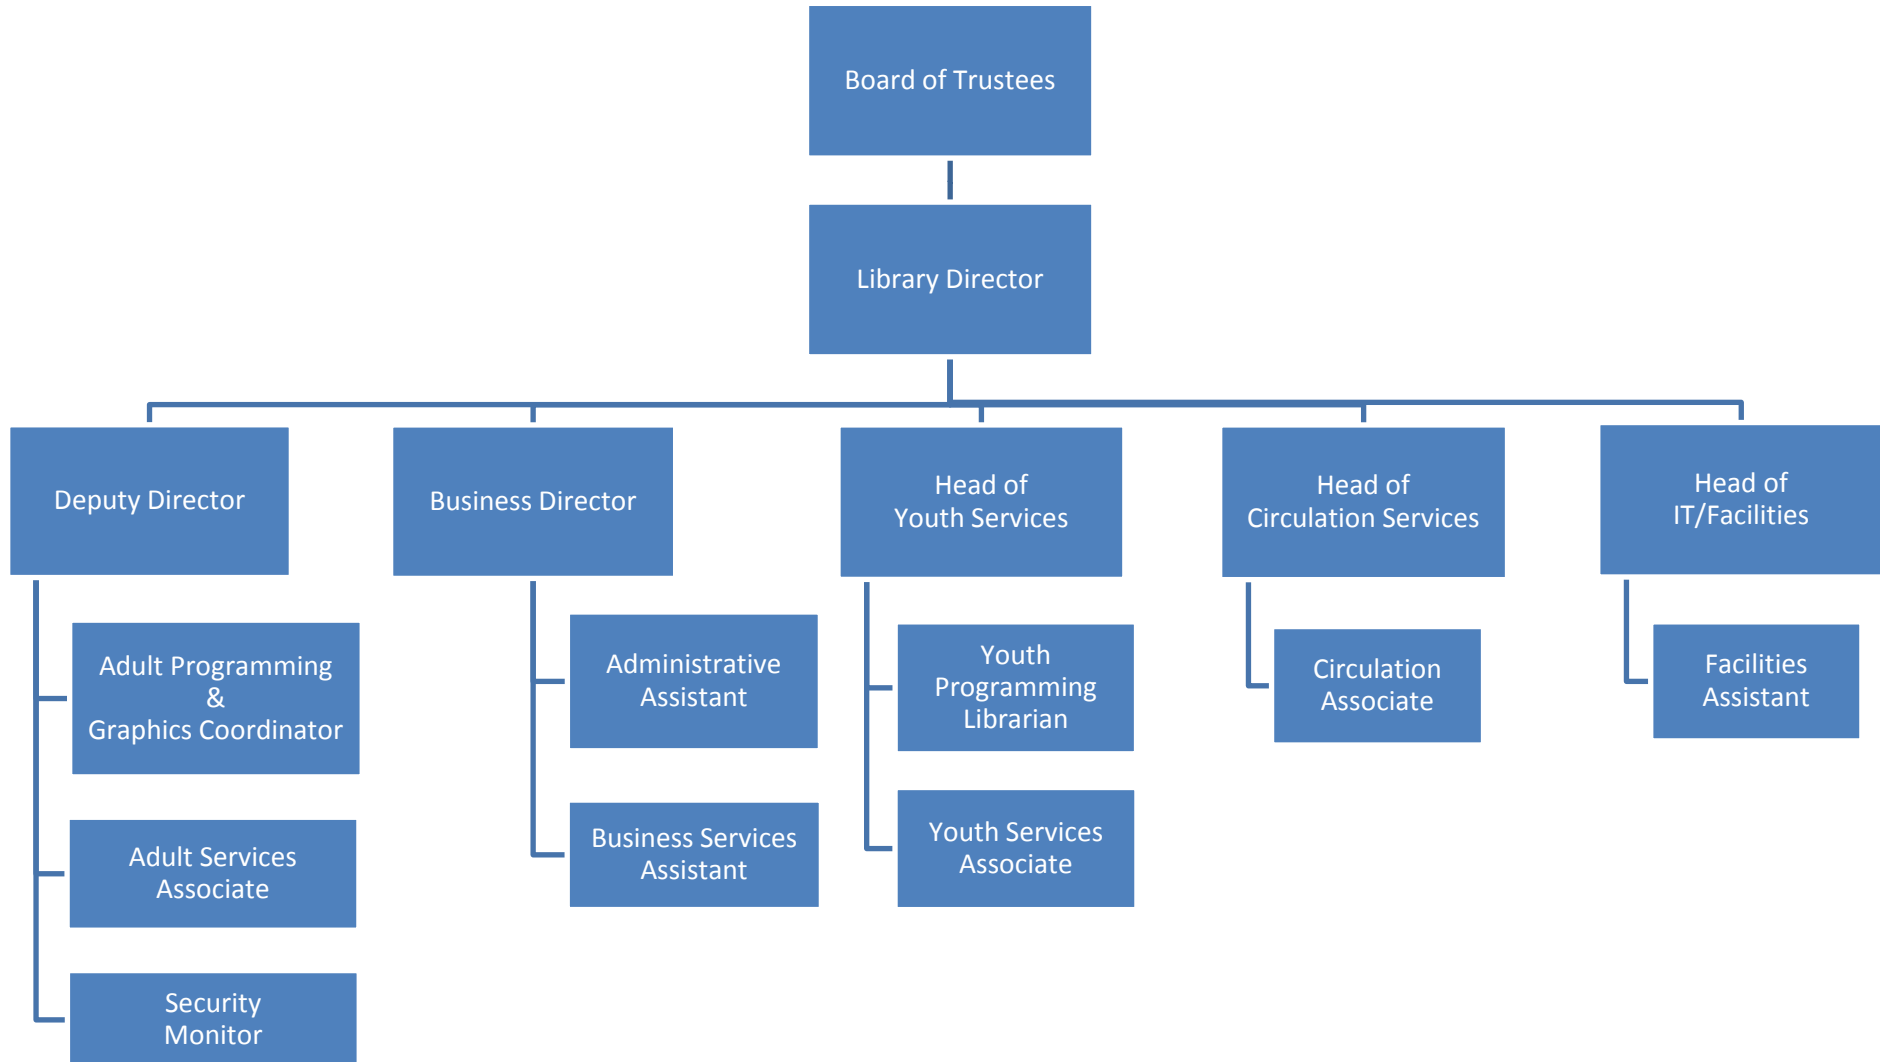 Board of Trustees
Library Director
Deputy Director
Business Director
Head of
Youth Services
Head of
Circulation Services
Head of
IT/Facilities
Adult Programming
&
Graphics Coordinator
Administrative
Assistant
Youth
Programming
Librarian
Circulation
Associate
Facilities
Assistant
Adult Services
Associate
Business Services
Assistant
Youth Services
Associate
Security
Monitor